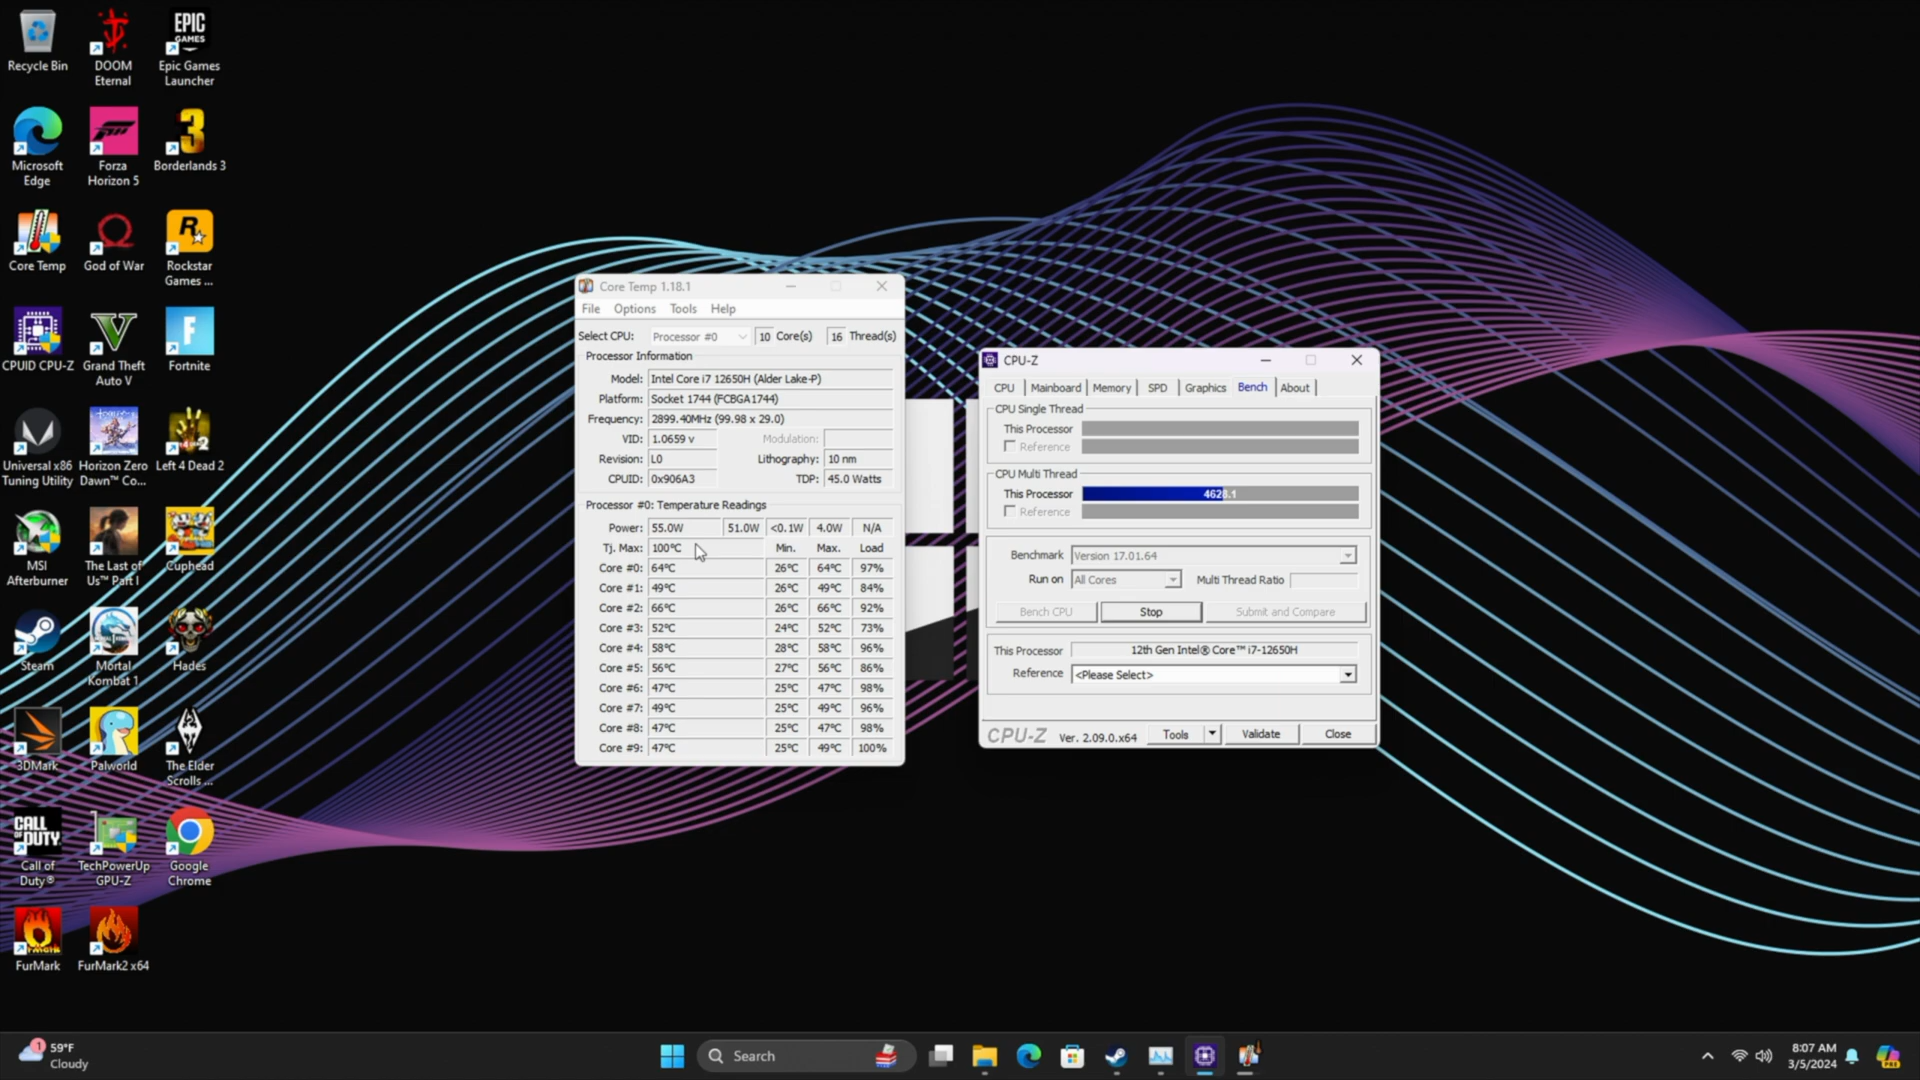 Recycle Bin
DOOM
Eternal
EPIC
GAMES
Epic Games
Launcher
Microsoft
Edge
Forza
Horizon 5
3
Borderlands 3
Core Temp
God of War
R
Rockstar
Games ...
CPUID CPU-Z
V
Grand Theft
Auto V
F
Fortnite
Universal x86
Tuning Utility
Horizon Zero
Dawn™ Co...
Left 4 Dead 2
MSI
Afterburner
The Last of
Us™ Part I
Cuphead
Steam
Mortal
Kombat 1
Hades
3DMark
Palworld
The Elder
Scrolls ...
CALL
OF DUTY
Call of
Duty®
TechPowerUp
GPU-Z
Google
Chrome
FurMark
FurMark2 x64
Core Temp 1.18.1
File Options Tools Help
Select CPU: Processor #0 10 Core(s) 16 Thread(s)
Processor Information
Model: Intel Core i7 12650H (Alder Lake-P)
Platform: Socket 1744 (FCBGA1744)
Frequency: 2899.40MHz (99.98 x 29.0)
VID: 1.0659 v Modulation:
Revision: L0 Lithography: 10 nm
CPUID: 0x906A3 TDP: 45.0 Watts
Processor #0: Temperature Readings
Power: 55.0W 51.0W <0.1W 4.0W N/A
Tj. Max: 100°C Min. Max. Load
Core #0: 64°C 26°C 64°C 97%
Core #1: 49°C 26°C 49°C 84%
Core #2: 66°C 26°C 66°C 92%
Core #3: 52°C 24°C 52°C 73%
Core #4: 58°C 28°C 58°C 96%
Core #5: 56°C 27°C 56°C 86%
Core #6: 47°C 25°C 47°C 98%
Core #7: 49°C 25°C 49°C 96%
Core #8: 47°C 25°C 47°C 98%
Core #9: 47°C 25°C 49°C 100%
CPU-Z
CPU Mainboard Memory SPD Graphics Bench About
CPU Single Thread
This Processor
Reference
CPU Multi Thread
This Processor 4628.1
Reference
Benchmark Version 17.01.64
Run on All Cores Multi Thread Ratio
Bench CPU Stop Submit and Compare
This Processor 12th Gen Intel® Core™ i7-12650H
Reference <Please Select>
CPU-Z Ver. 2.09.0.x64 Tools Validate Close
1
59°F
Cloudy
Search
8:07 AM
3/5/2024